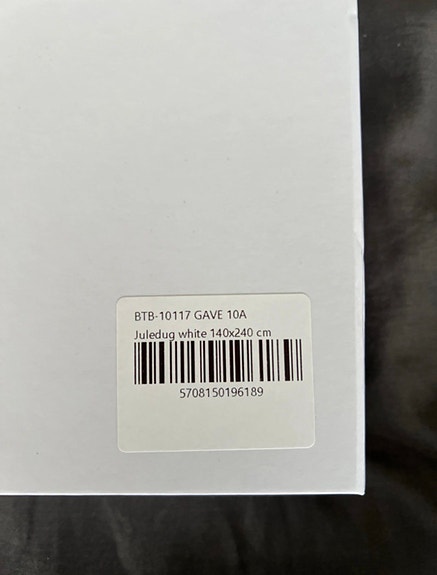 BTB-10117 GAVE 10A
Juledug white 140x240 cm
5708150196189